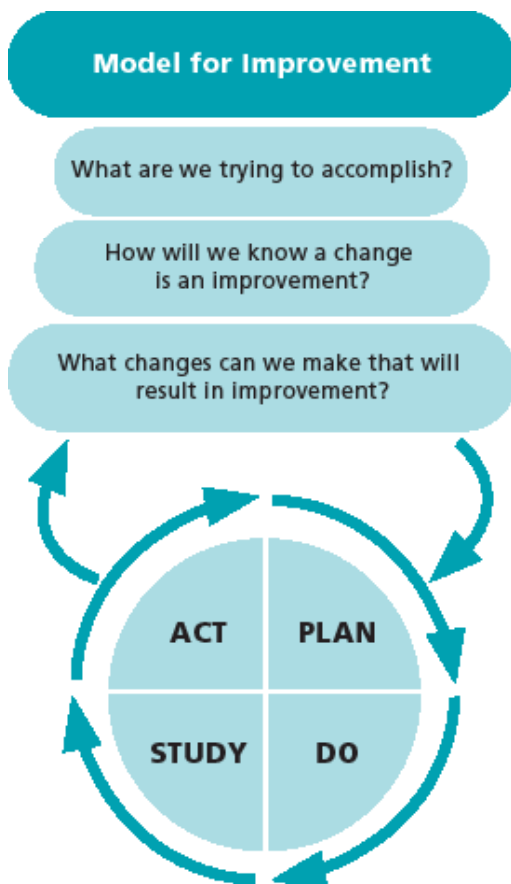 Model for Improvement
What are we trying to accomplish?
How will we know a change
is an improvement?
What changes can we make that will
result in improvement?
ACT
PLAN
STUDY
DO